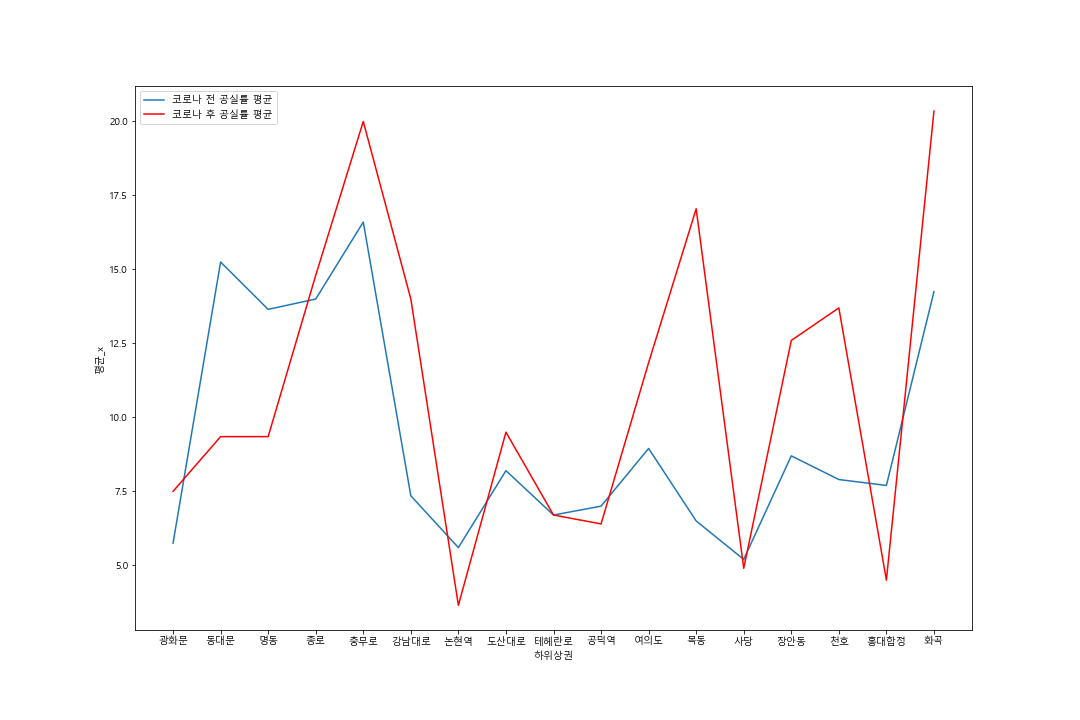 코로나 전 공실률 평균
코로나 후 공실률 평균
20.0
17.5
15.0
12.5
10.0
7.5
5.0
평균_x
광화문 동대문 명동 종로 충무로 강남대로 논현역 도산대로 테헤란로 공덕역 여의도 목동 사당 장안동 천호 홍대합정 화곡
하위상권